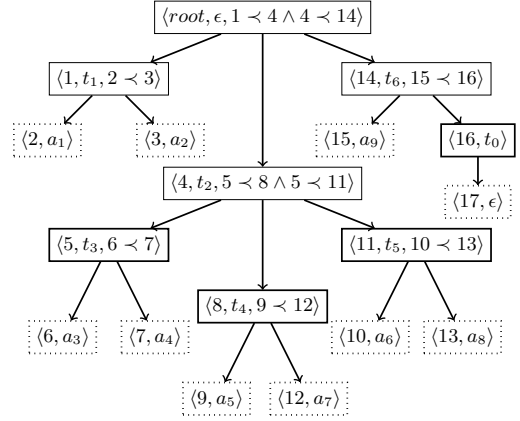 ⟨root, ϵ, 1 ≺ 4 ∧ 4 ≺ 14⟩
⟨1, t₁, 2 ≺ 3⟩
⟨14, t₆, 15 ≺ 16⟩
⟨2, a₁⟩
⟨3, a₂⟩
⟨15, a₉⟩
⟨16, t₀⟩
⟨4, t₂, 5 ≺ 8 ∧ 5 ≺ 11⟩
⟨17, ϵ⟩
⟨5, t₃, 6 ≺ 7⟩
⟨11, t₅, 10 ≺ 13⟩
⟨8, t₄, 9 ≺ 12⟩
⟨6, a₃⟩
⟨7, a₄⟩
⟨10, a₆⟩
⟨13, a₈⟩
⟨9, a₅⟩
⟨12, a₇⟩